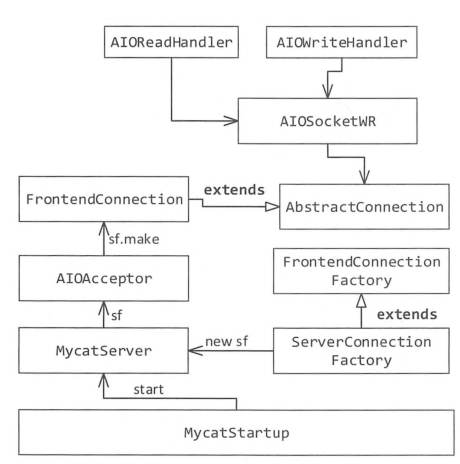 AIOReadHandler
AIOWriteHandler
AIOSocketWR
extends
FrontendConnection
AbstractConnection
sf.make
FrontendConnection
Factory
AIOAcceptor
sf
extends
new sf
MycatServer
ServerConnection
Factory
start
MycatStartup